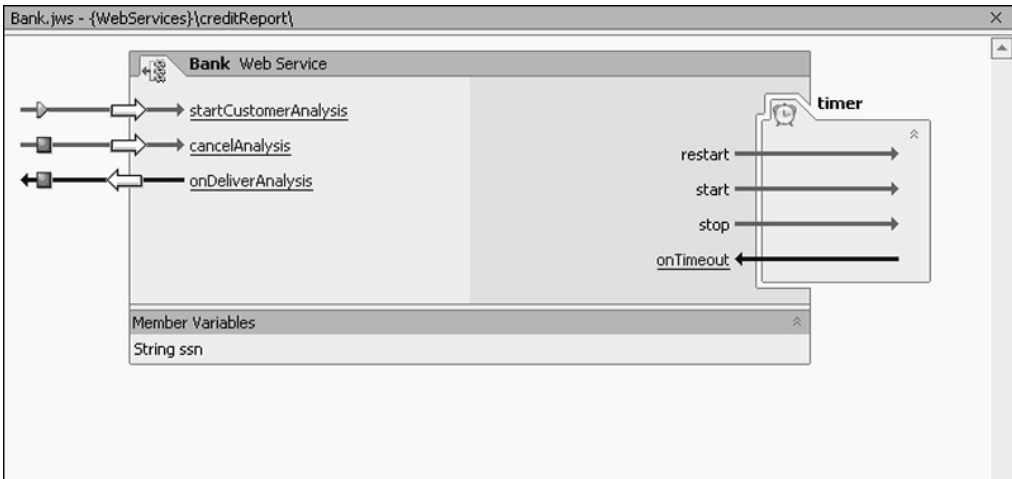 Bank.jws - {WebServices}\creditReport\
Bank Web Service
startCustomerAnalysis
cancelAnalysis
onDeliverAnalysis
timer
restart
start
stop
onTimeout
Member Variables
String ssn